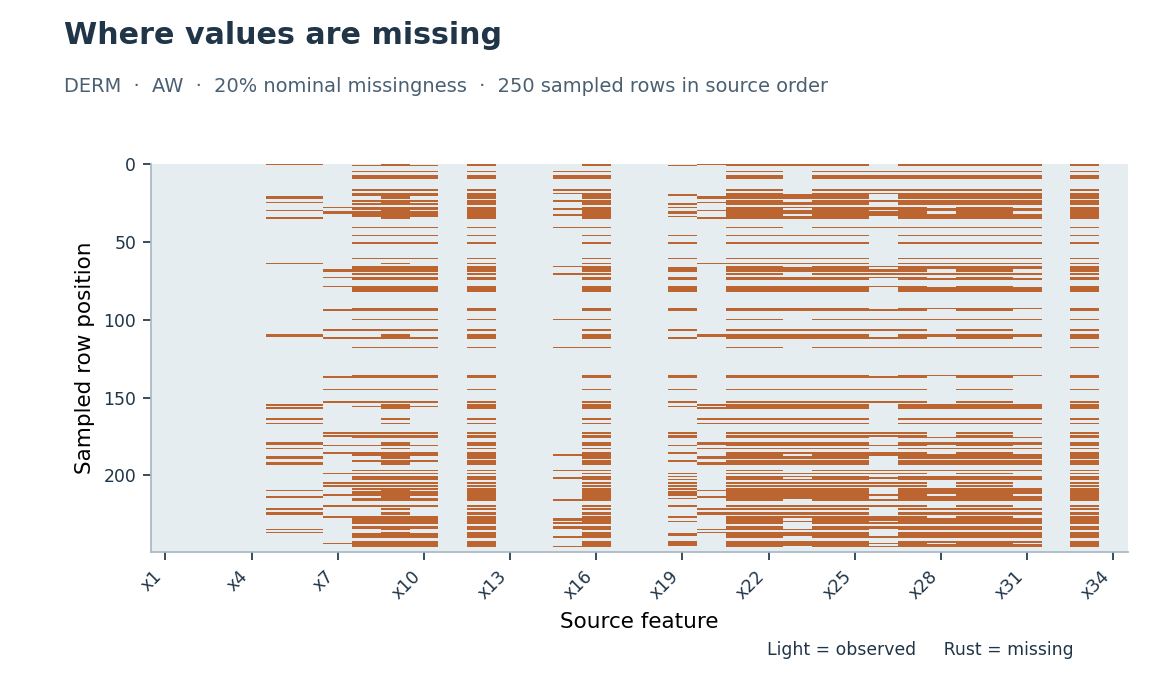 Where values are missing
DERM · AW · 20% nominal missingness · 250 sampled rows in source order
0
50
100
150
200
Sampled row position
x1
x4
x7
x10
x13
x16
x19
x22
x25
x28
x31
x34
Source feature
Light = observed Rust = missing